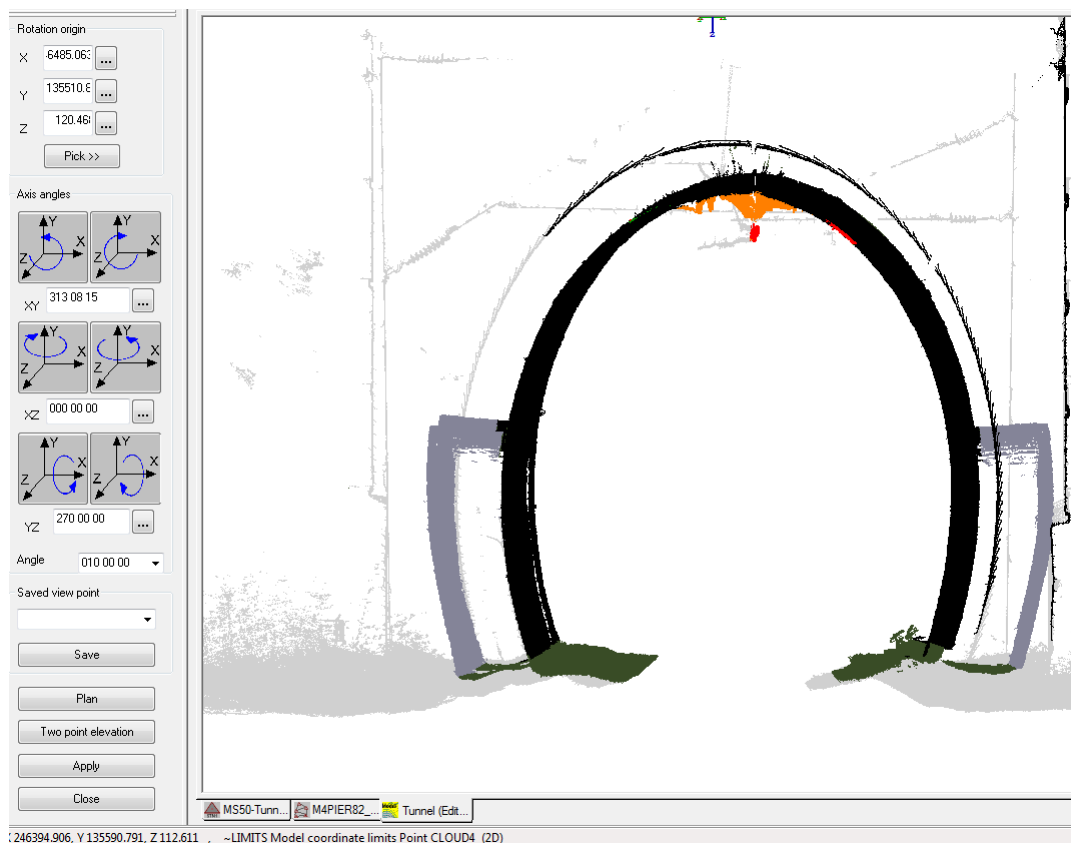 Rotation origin
X -6485.063 ...
Y 135510.8 ...
Z 120.46 ...
Pick >>
Axis angles
Y X Z Y X Z
XY 313 08 15 ...
Y X Z Y X Z
XZ 000 00 00 ...
Y X Z Y X Z
YZ 270 00 00 ...
Angle 010 00 00
Saved view point
Save
Plan
Two point elevation
Apply
Close
MS50-Tunn... M4PIER82_... Tunnel (Edit...
X 246394.906, Y 135590.791, Z 112.611 , ~LIMITS Model coordinate limits Point CLOUD4 (2D)